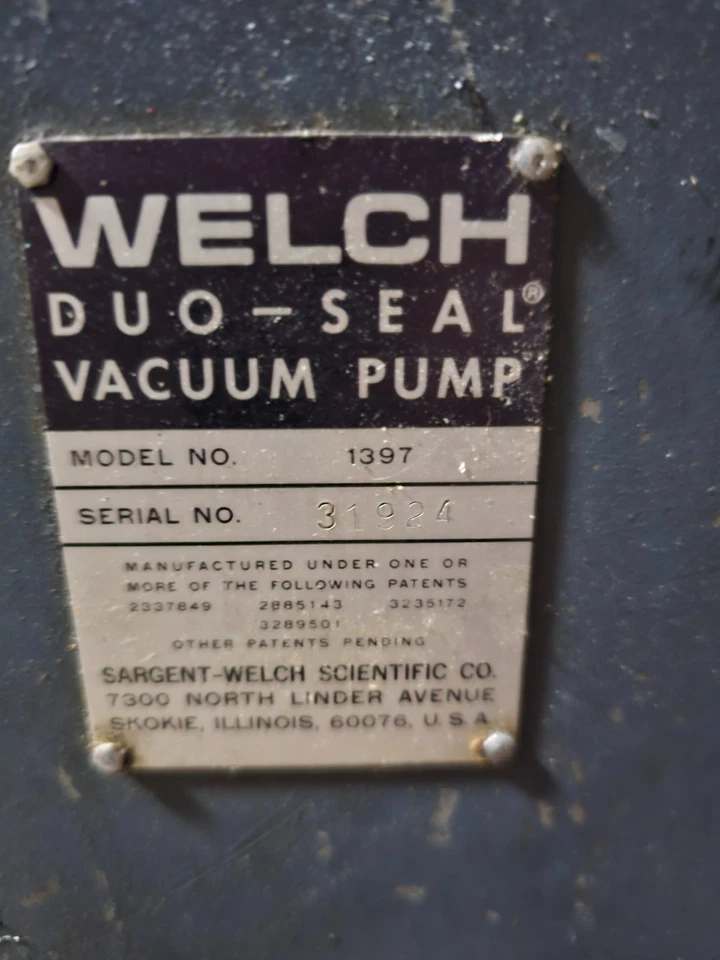 WELCH
DUO-SEAL®
VACUUM PUMP
MODEL NO. 1397
SERIAL NO. 31924
MANUFACTURED UNDER ONE OR
MORE OF THE FOLLOWING PATENTS
2337849 2885143 3235172
3289501
OTHER PATENTS PENDING
SARGENT-WELCH SCIENTIFIC CO.
7300 NORTH LINDER AVENUE
SKOKIE, ILLINOIS, 60076, U.S.A.